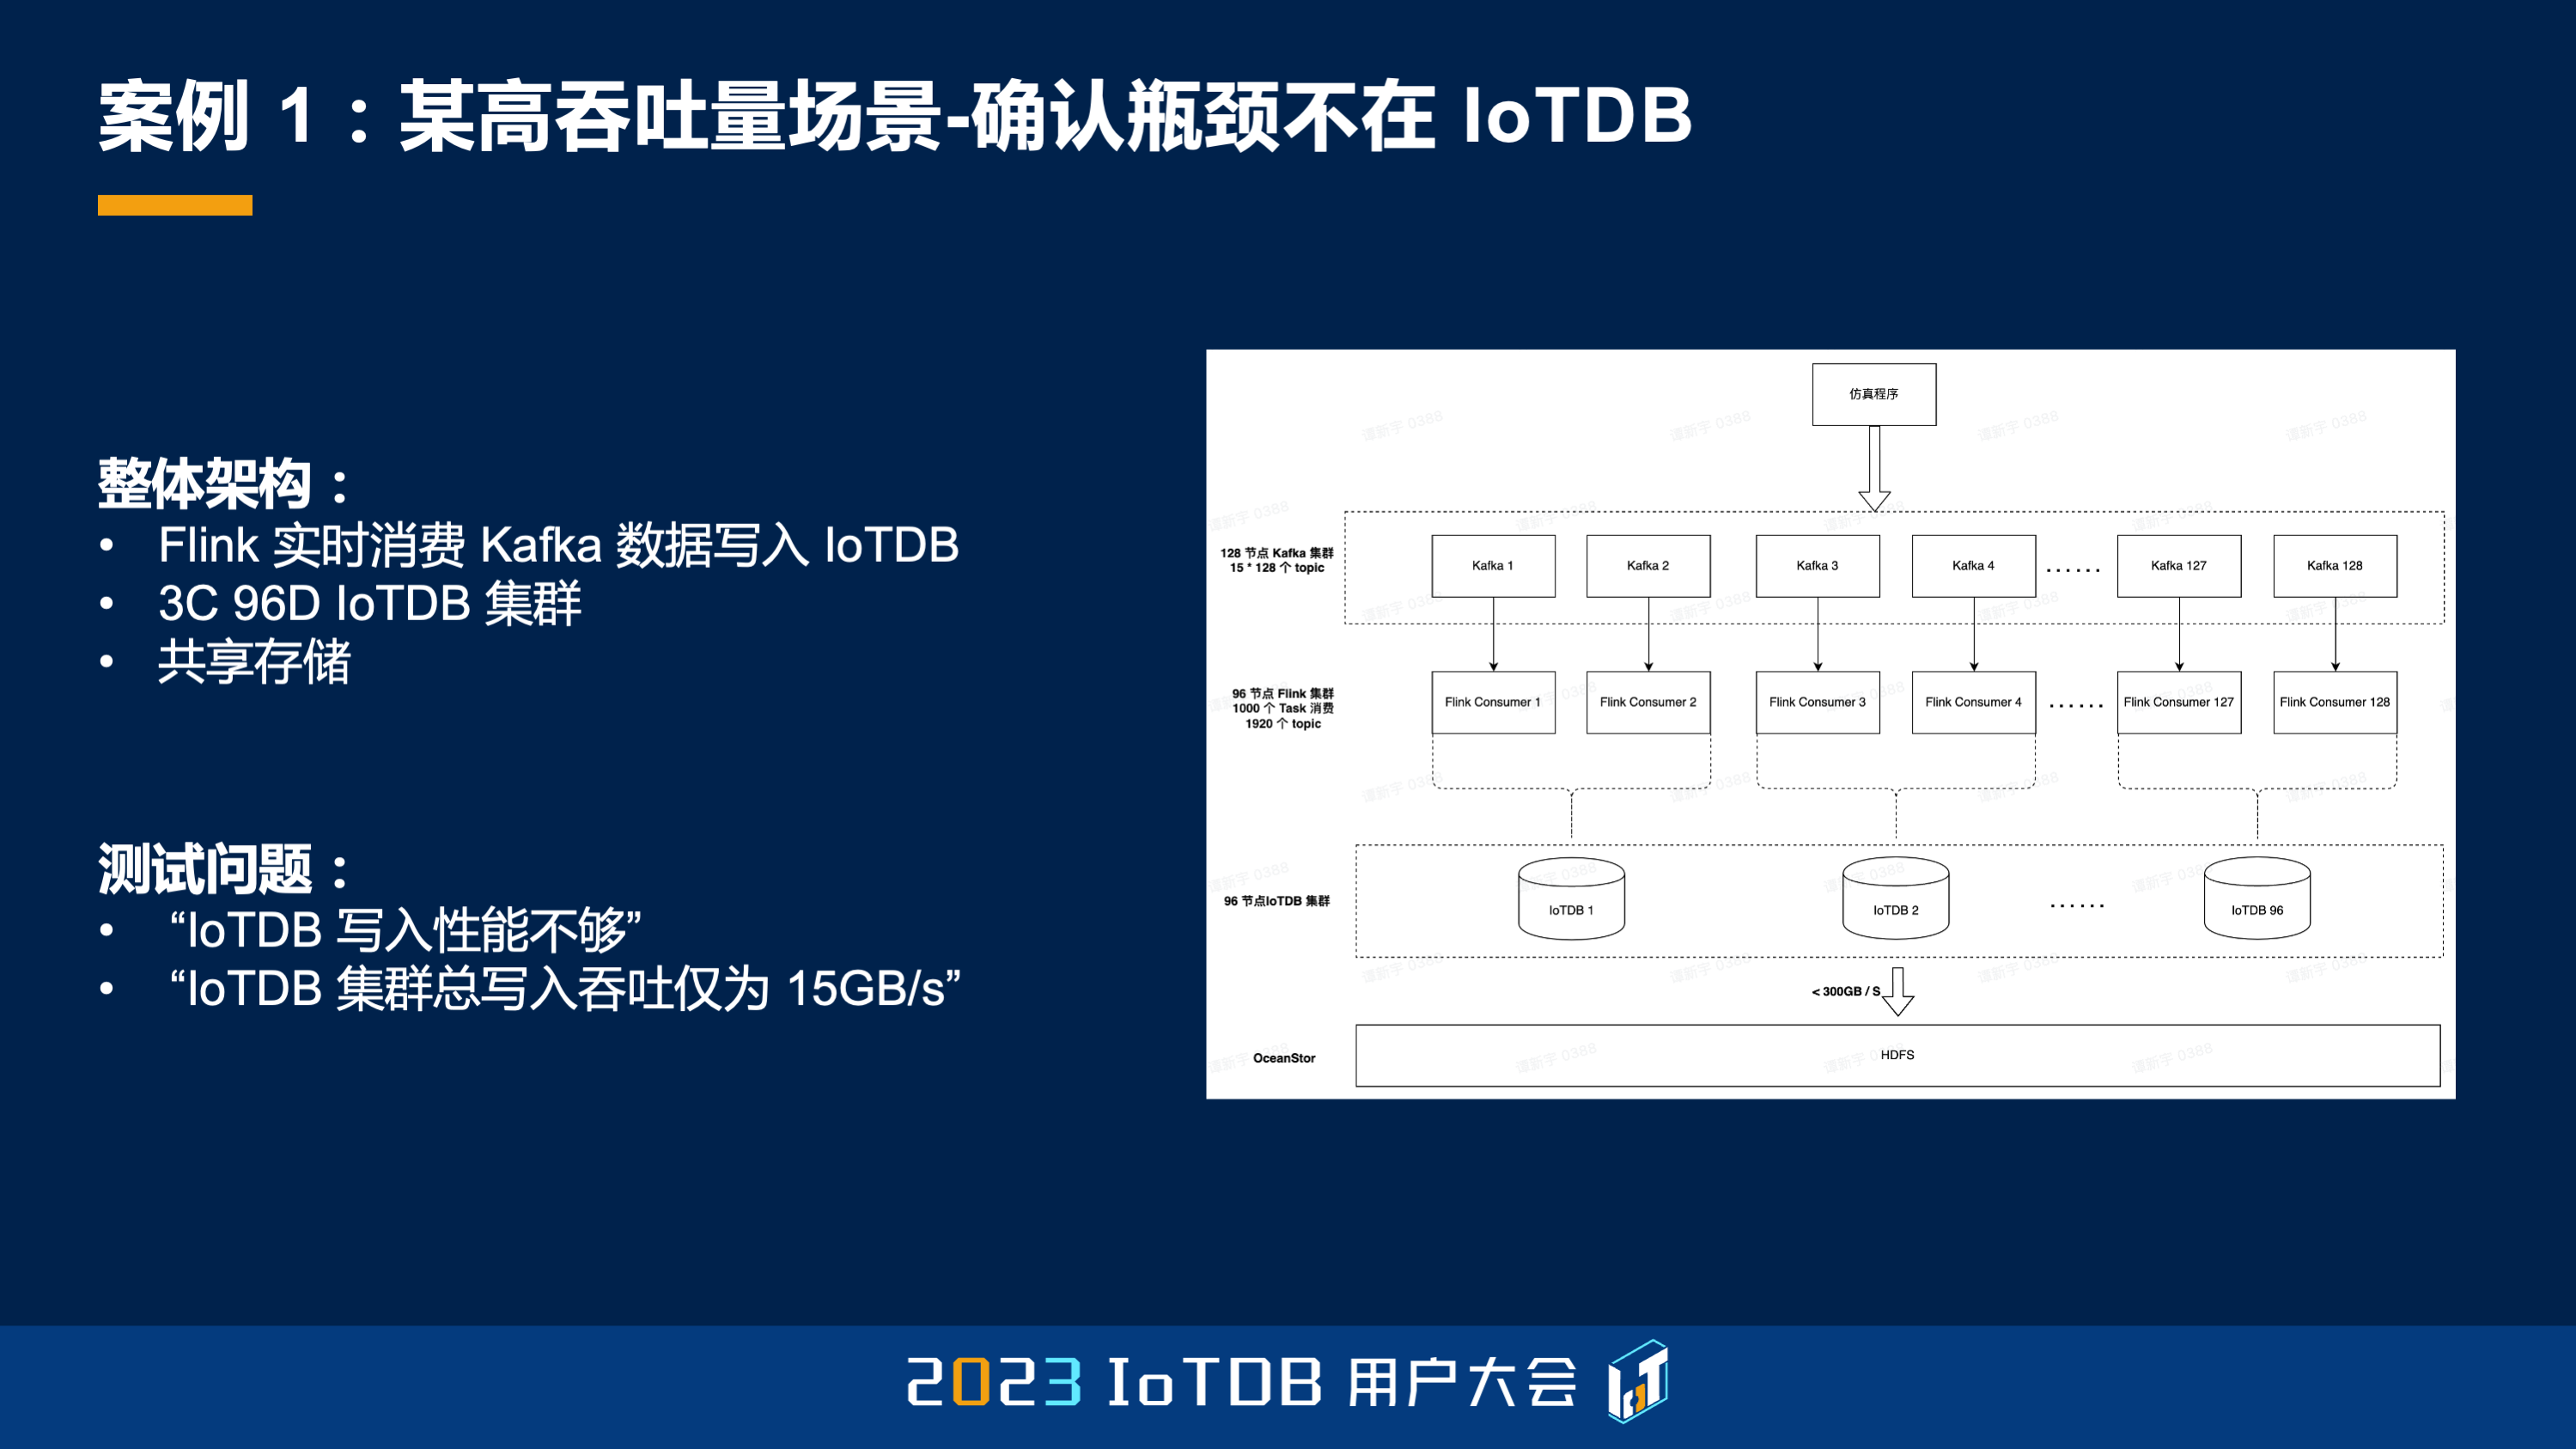 案例 1：某高吞吐量场景-确认瓶颈不在 IoTDB
整体架构：
• Flink 实时消费 Kafka 数据写入 IoTDB
• 3C 96D IoTDB 集群
• 共享存储
测试问题：
• “IoTDB 写入性能不够”
• “IoTDB 集群总写入吞吐仅为 15GB/s”
仿真程序
128 节点 Kafka 集群
15 * 128 个 topic
Kafka 1
Kafka 2
Kafka 3
Kafka 4
......
Kafka 127
Kafka 128
96 节点 Flink 集群
1000 个 Task 消费
1920 个 topic
Flink Consumer 1
Flink Consumer 2
Flink Consumer 3
Flink Consumer 4
......
Flink Consumer 127
Flink Consumer 128
96 节点IoTDB 集群
IoTDB 1
IoTDB 2
......
IoTDB 96
< 300GB / S
OceanStor
HDFS
谭新宇 0388
2023 IoTDB 用户大会